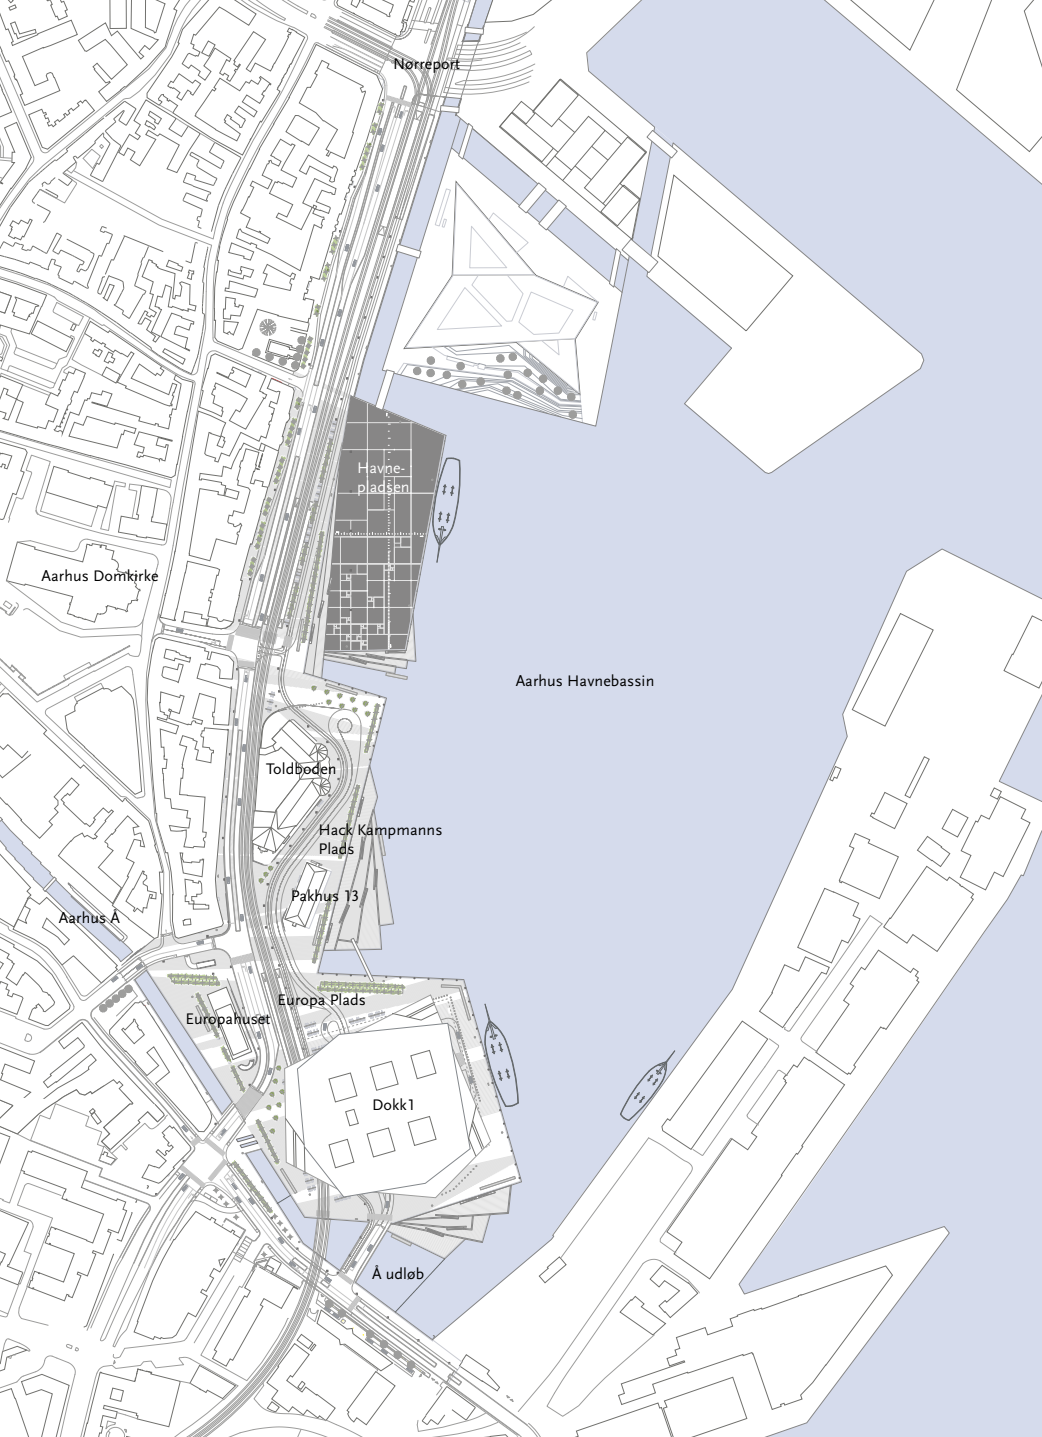 Nørreport
Havne-
pladsen
Aarhus Domkirke
Aarhus Havnebassin
Toldboden
Hack Kampmanns
Plads
Pakhus 13
Aarhus Å
Europa Plads
Europahuset
Dokk1
Å udløb